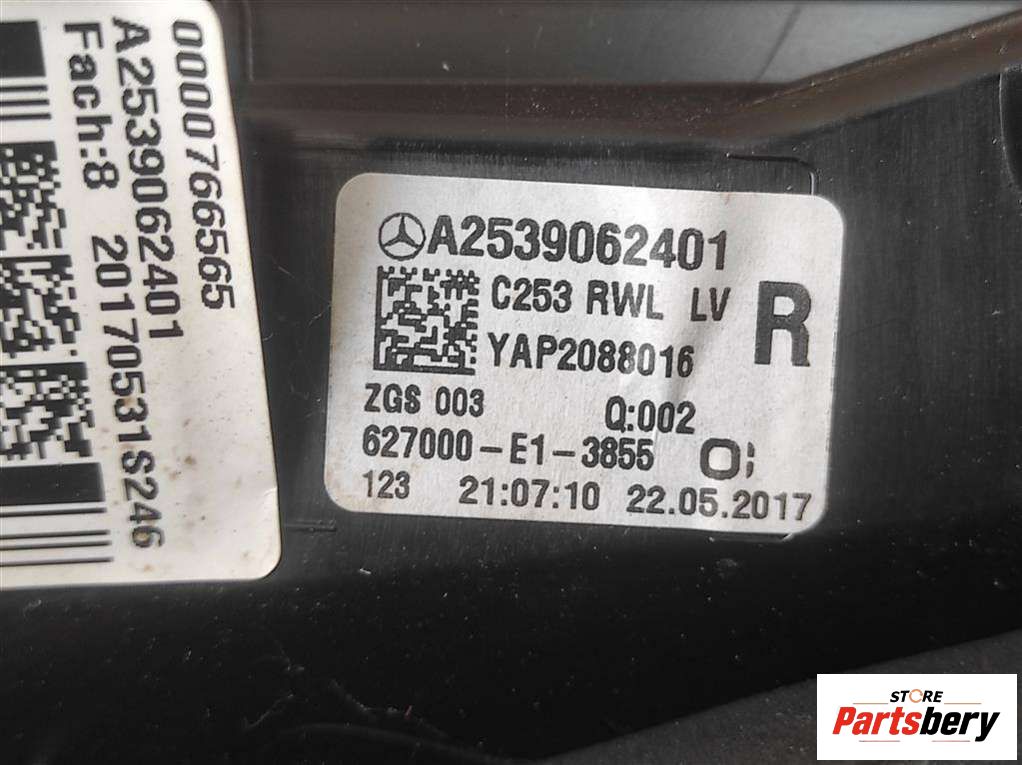 0000766565
A2539062401
Fach:8 20170531S246
A2539062401
C253 RWL LV
R
YAP2088016
ZGS 003 Q:002
627000-E1-3855 O;
123 21:07:10 22.05.2017
STORE
Partsbery